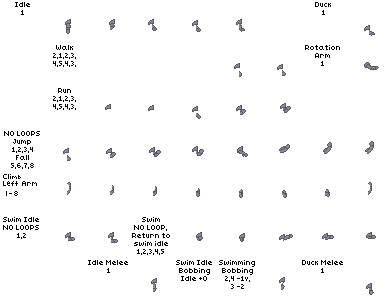 Idle
1
Duck
1
Walk
2,1,2,3,
4,5,4,3,
Rotation
Arm
1
Run
2,1,2,3,
4,5,4,3,
NO LOOPS
Jump
1,2,3,4
Fall
5,6,7,8
Climb
Left Arm
1-8
Swim Idle
NO LOOPS
1,2
Swim
NO LOOP,
Return to
swim idle
1,2,3,4,5
Idle Melee
1
Swim Idle
Bobbing
Idle +0
Swimming
Bobbing
2,4 -1y,
3 -2
Duck Melee
1